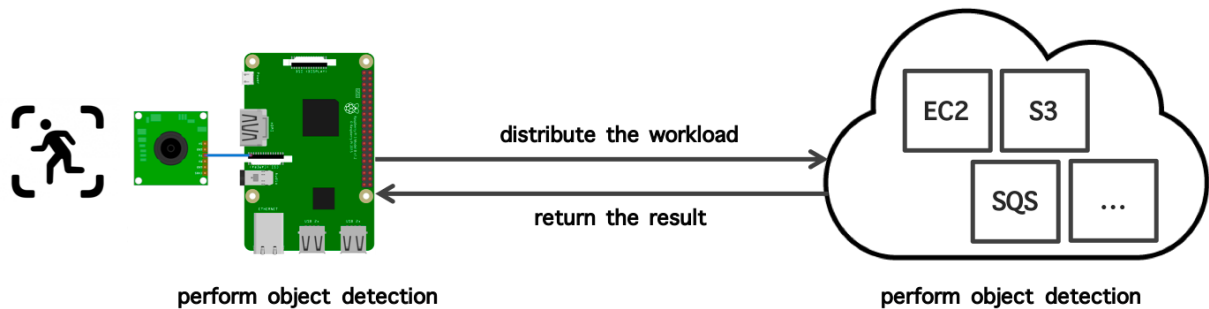 distribute the workload
return the result
EC2
S3
SQS
...
perform object detection
perform object detection